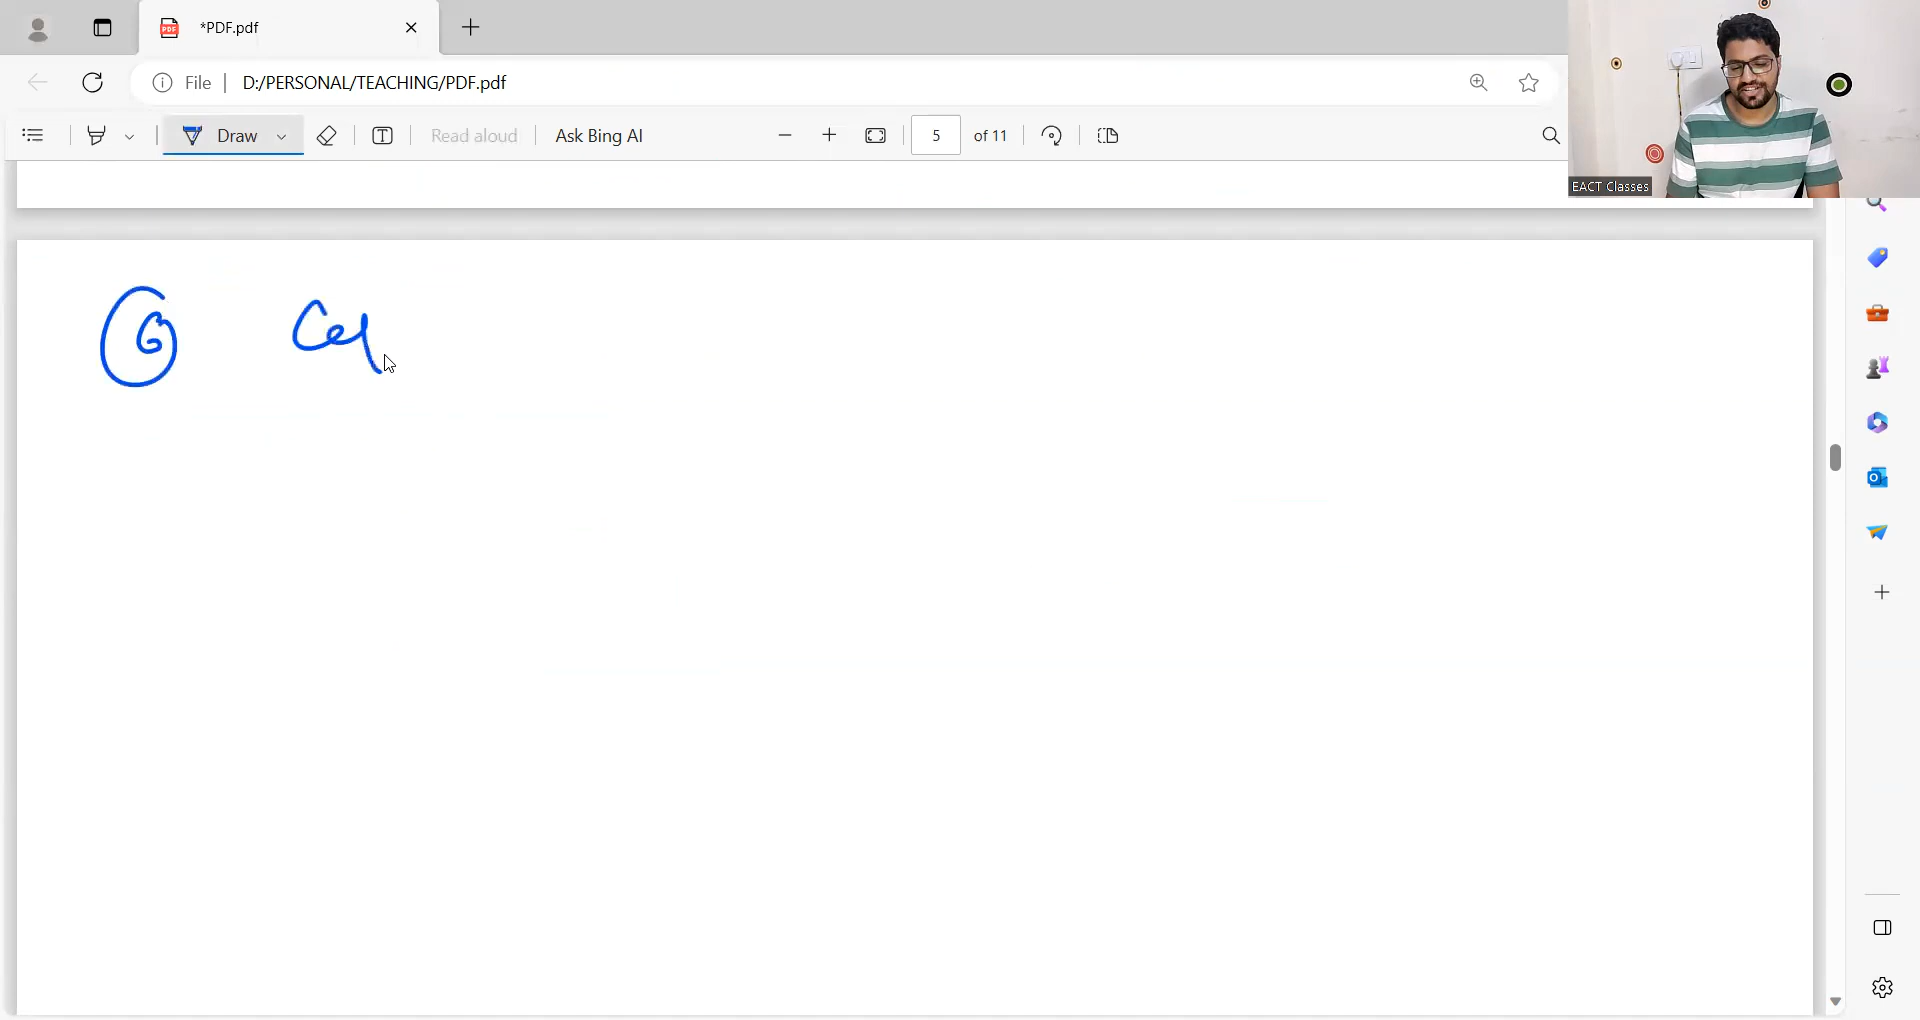 *PDF.pdf
File | D:/PERSONAL/TEACHING/PDF.pdf
Draw
Read aloud
Ask Bing AI
5 of 11
EACT Classes
6 Cel